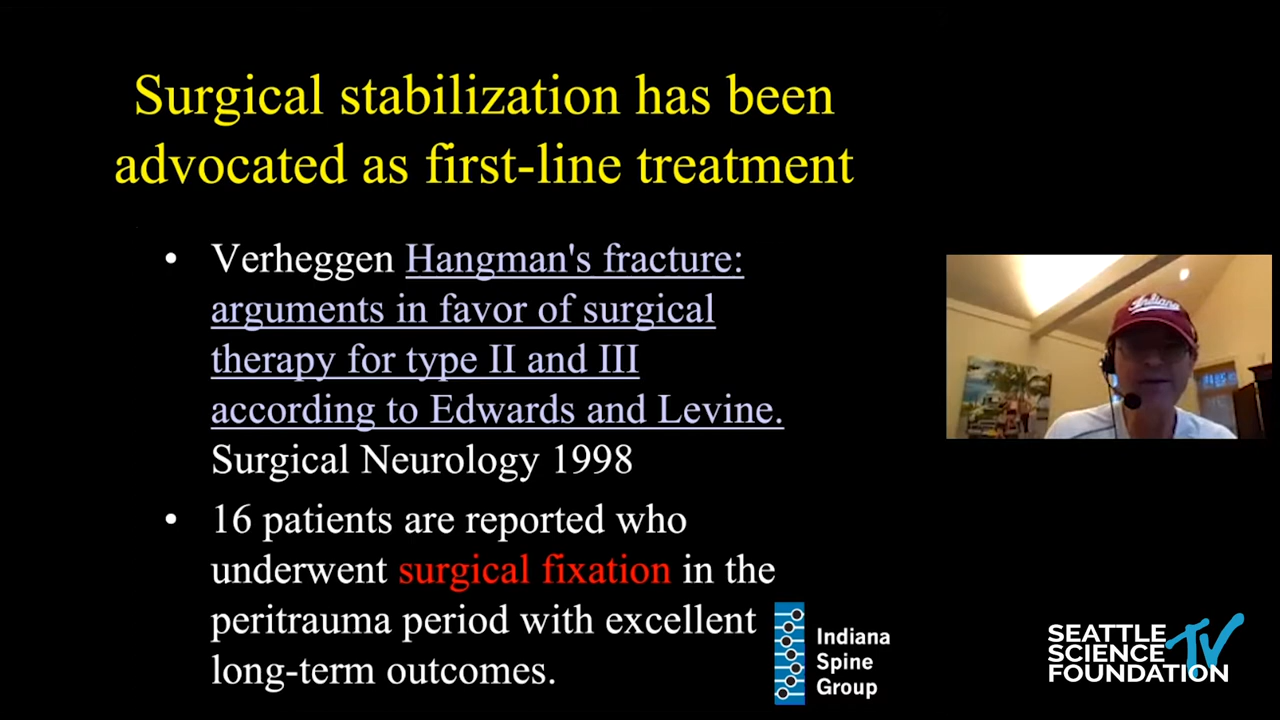 Surgical stabilization has been
advocated as first-line treatment
• Verheggen Hangman's fracture:
arguments in favor of surgical
therapy for type II and III
according to Edwards and Levine.
Surgical Neurology 1998
• 16 patients are reported who
underwent surgical fixation in the
peritrauma period with excellent
long-term outcomes.
Indiana
Spine
Group
Indiana
SEATTLE
SCIENCE TV
FOUNDATION